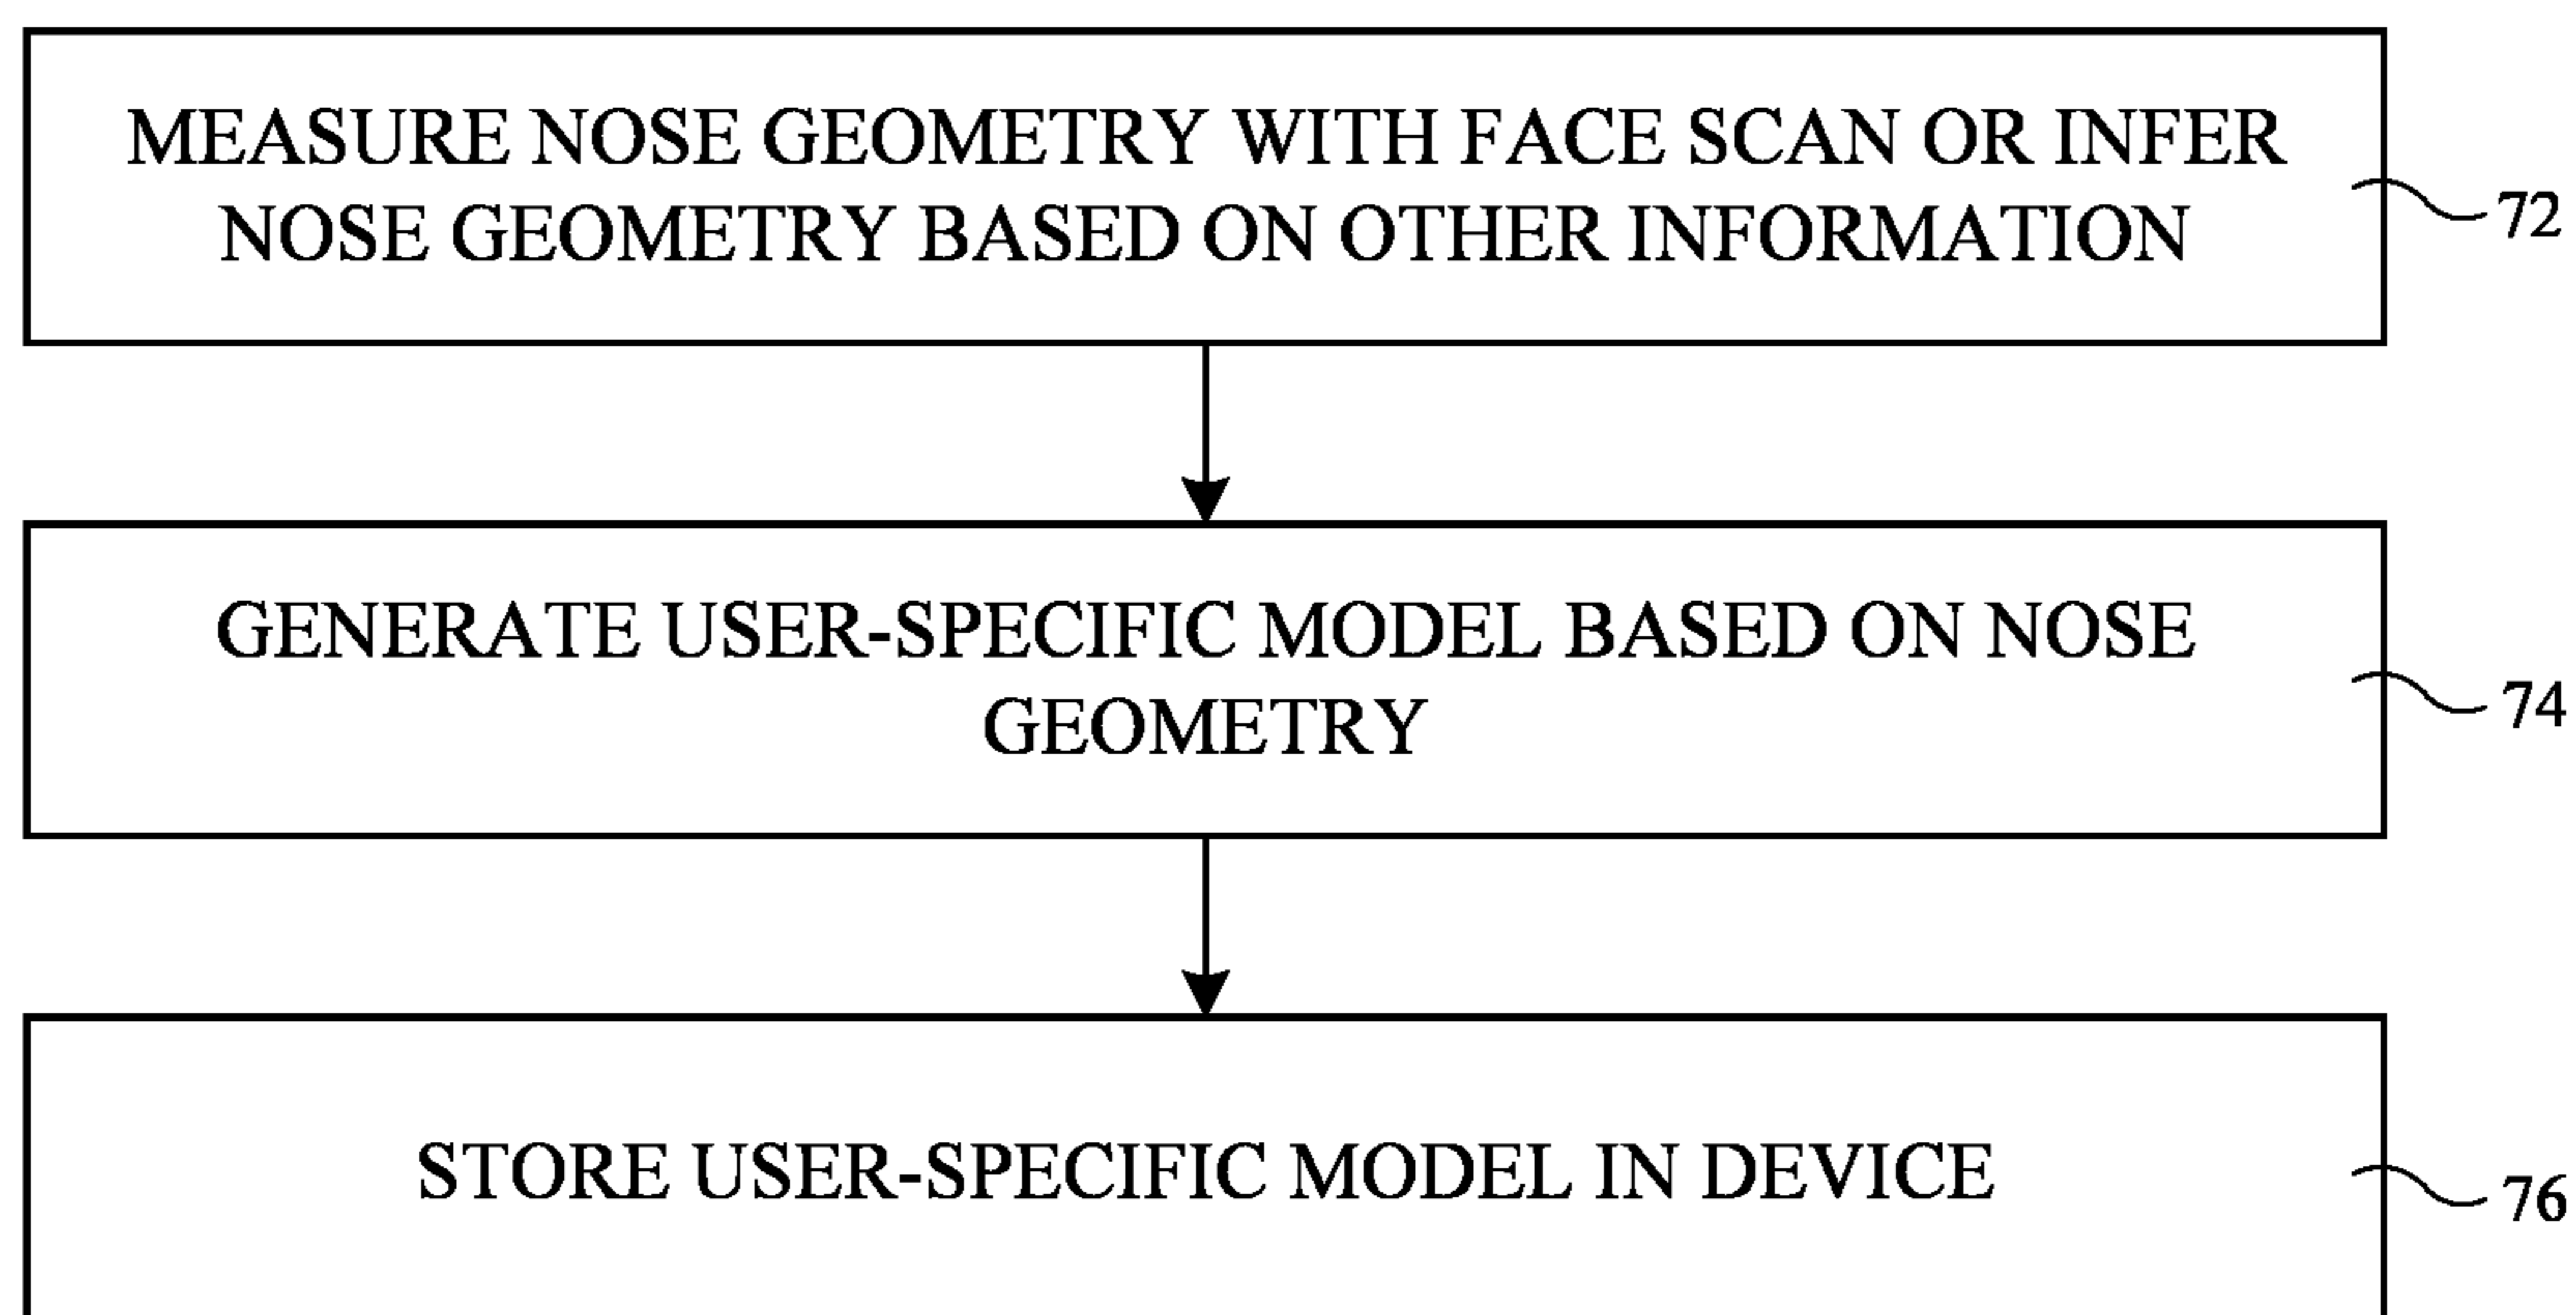 MEASURE NOSE GEOMETRY WITH FACE SCAN OR INFER
NOSE GEOMETRY BASED ON OTHER INFORMATION
72
GENERATE USER-SPECIFIC MODEL BASED ON NOSE
GEOMETRY
74
STORE USER-SPECIFIC MODEL IN DEVICE
76